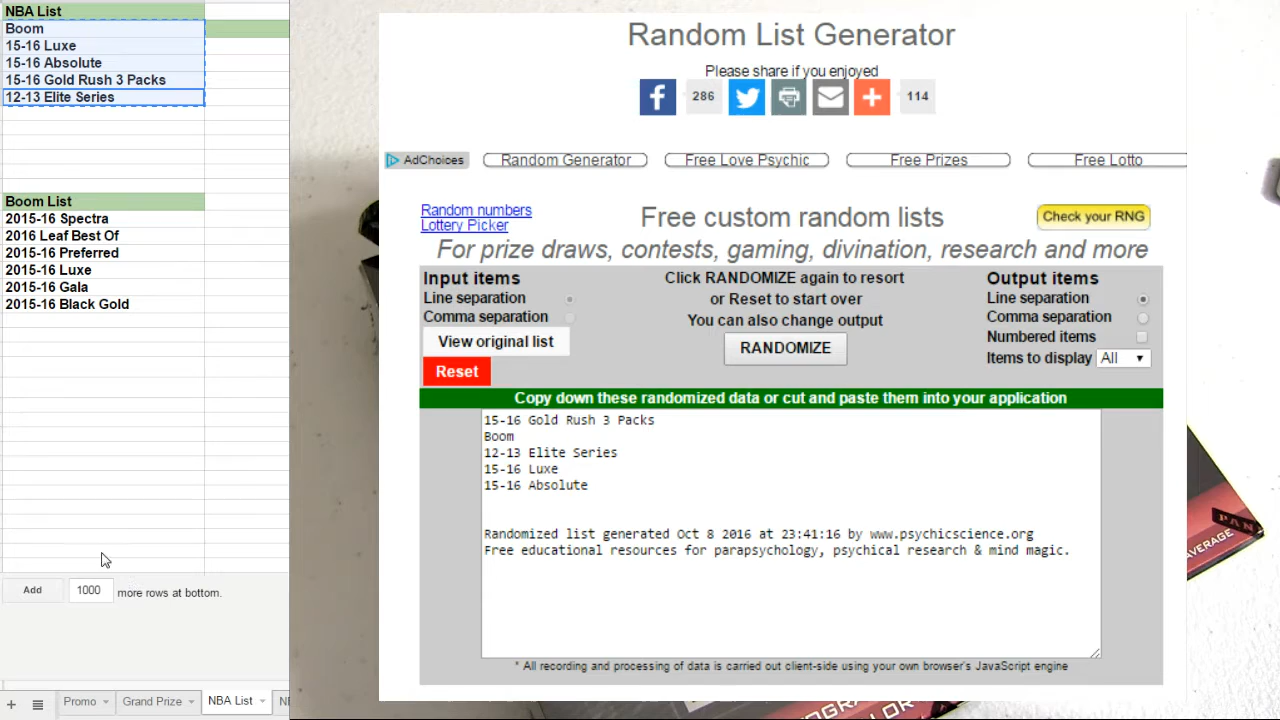 NBA List
Boom
15-16 Luxe
15-16 Absolute
15-16 Gold Rush 3 Packs
12-13 Elite Series
Boom List
2015-16 Spectra
2016 Leaf Best Of
2015-16 Preferred
2015-16 Luxe
2015-16 Gala
2015-16 Black Gold
Add 1000 more rows at bottom.
Promo Grand Prize NBA List
Random List Generator
Please share if you enjoyed
286 114
AdChoices Random Generator Free Love Psychic Free Prizes Free Lotto
Random numbers
Lottery Picker
Free custom random lists
Check your RNG
For prize draws, contests, gaming, divination, research and more
Input items
Line separation
Comma separation
View original list
Reset
Click RANDOMIZE again to resort
or Reset to start over
You can also change output
RANDOMIZE
Output items
Line separation
Comma separation
Numbered items
Items to display All
Copy down these randomized data or cut and paste them into your application
15-16 Gold Rush 3 Packs
Boom
12-13 Elite Series
15-16 Luxe
15-16 Absolute
Randomized list generated Oct 8 2016 at 23:41:16 by www.psychicscience.org
Free educational resources for parapsychology, psychical research & mind magic.
* All recording and processing of data is carried out client-side using your own browser's JavaScript engine
AVERAGE